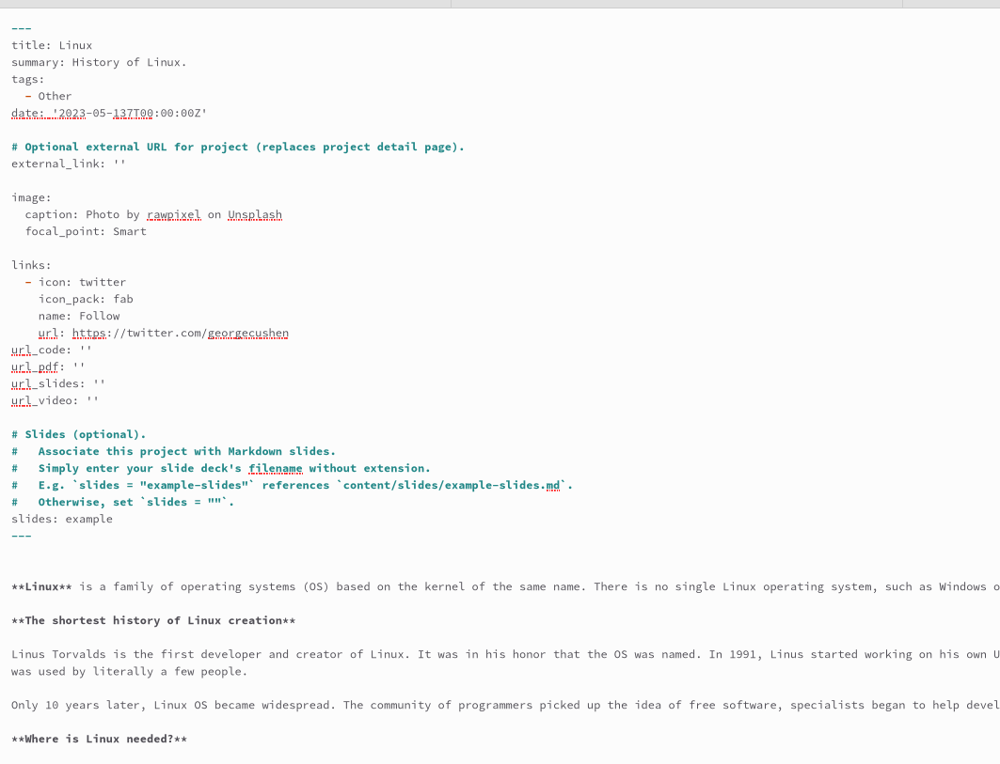 ---
title: Linux
summary: History of Linux.
tags:
  - Other
date: '2023-05-137T00:00:00Z'
# Optional external URL for project (replaces project detail page).
external_link: ''
image:
  caption: Photo by rawpixel on Unsplash
  focal_point: Smart
links:
  - icon: twitter
    icon_pack: fab
    name: Follow
    url: https://twitter.com/georgecushen
url_code: ''
url_pdf: ''
url_slides: ''
url_video: ''
# Slides (optional).
#   Associate this project with Markdown slides.
#   Simply enter your slide deck's filename without extension.
#   E.g. `slides = "example-slides"` references `content/slides/example-slides.md`.
#   Otherwise, set `slides = ""`.
slides: example
---
**Linux** is a family of operating systems (OS) based on the kernel of the same name. There is no single Linux operating system, such as Windows o
**The shortest history of Linux creation**
Linus Torvalds is the first developer and creator of Linux. It was in his honor that the OS was named. In 1991, Linus started working on his own U
was used by literally a few people.
Only 10 years later, Linux OS became widespread. The community of programmers picked up the idea of free software, specialists began to help devel
**Where is Linux needed?**